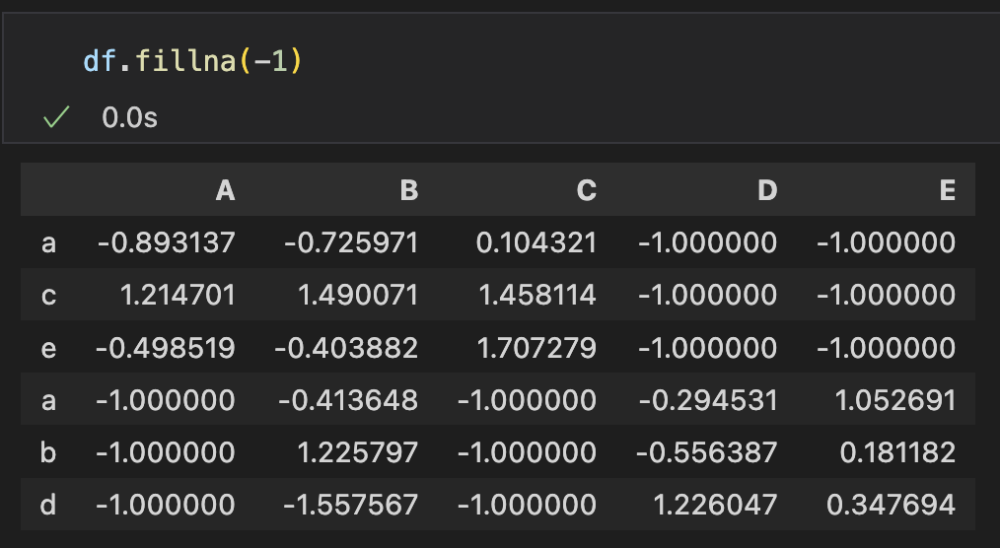 df.fillna(-1)
0.0s
A B C D E
a -0.893137 -0.725971 0.104321 -1.000000 -1.000000
c 1.214701 1.490071 1.458114 -1.000000 -1.000000
e -0.498519 -0.403882 1.707279 -1.000000 -1.000000
a -1.000000 -0.413648 -1.000000 -0.294531 1.052691
b -1.000000 1.225797 -1.000000 -0.556387 0.181182
d -1.000000 -1.557567 -1.000000 1.226047 0.347694